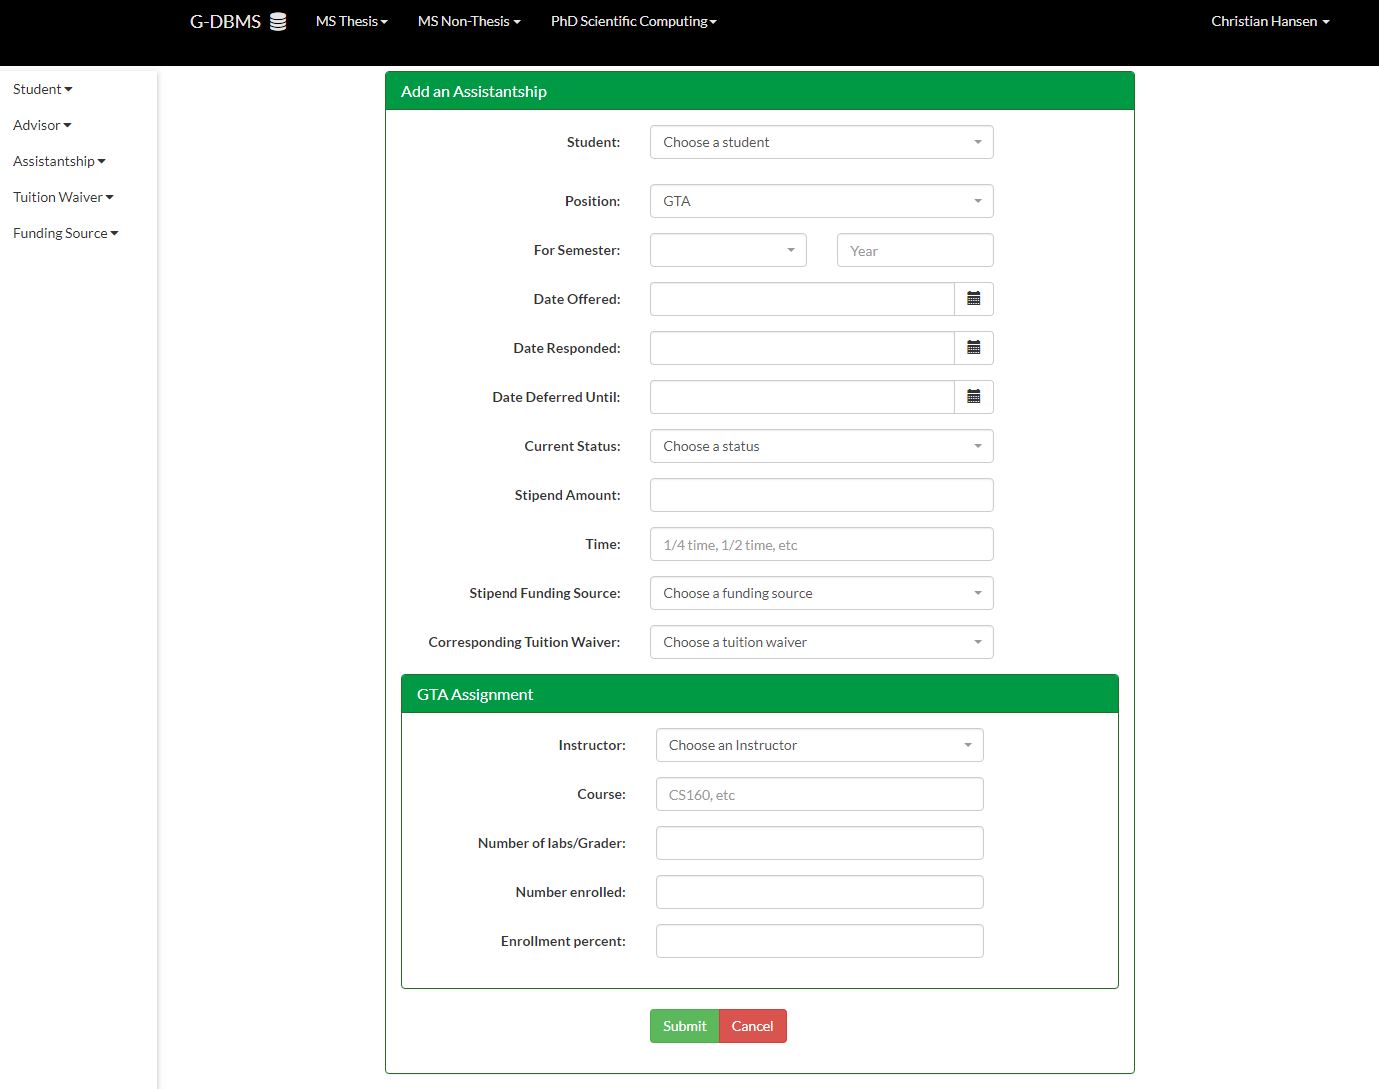 G-DBMS MS Thesis MS Non-Thesis PhD Scientific Computing Christian Hansen
Student
Advisor
Assistantship
Tuition Waiver
Funding Source
Add an Assistantship
Student: Choose a student
Position: GTA
For Semester: Year
Date Offered:
Date Responded:
Date Deferred Until:
Current Status: Choose a status
Stipend Amount:
Time: 1/4 time, 1/2 time, etc
Stipend Funding Source: Choose a funding source
Corresponding Tuition Waiver: Choose a tuition waiver
GTA Assignment
Instructor: Choose an Instructor
Course: CS160, etc
Number of labs/Grader:
Number enrolled:
Enrollment percent:
Submit Cancel